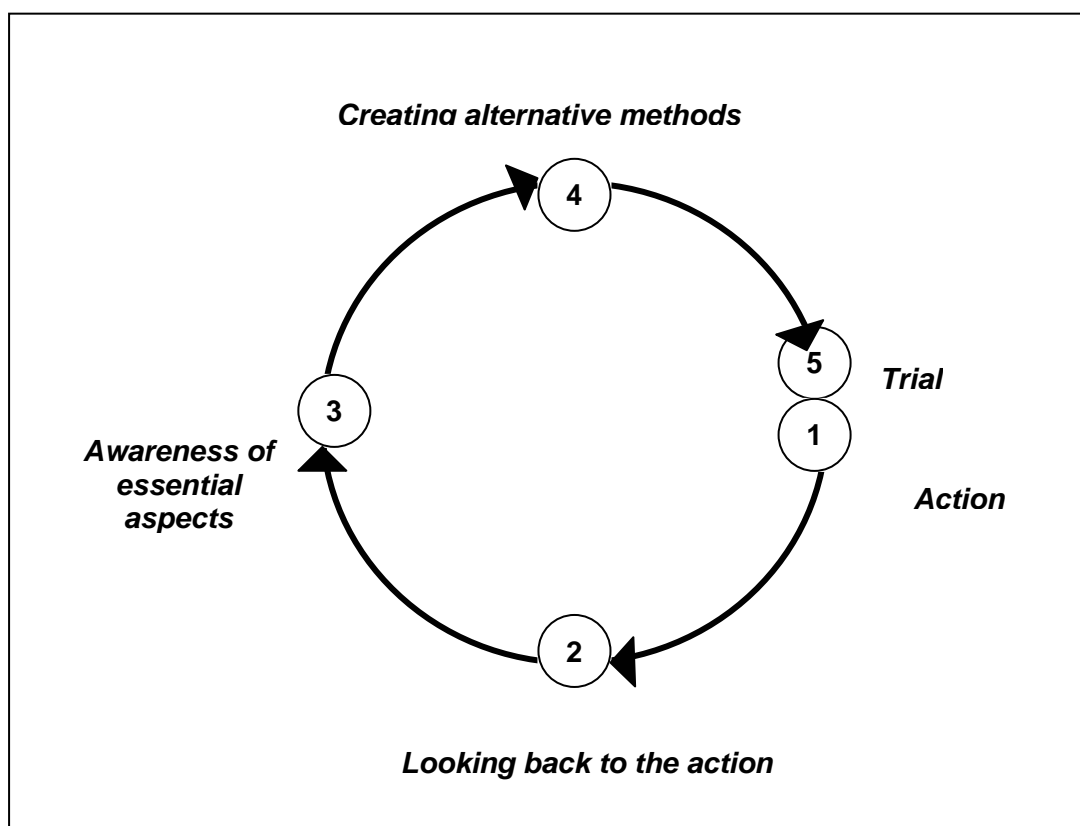 Creating alternative methods
4
5
Trial
3
1
Awareness of
essential
aspects
Action
2
Looking back to the action